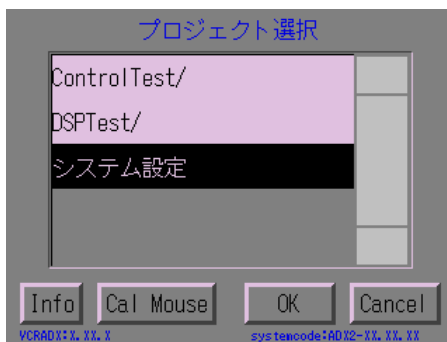 プロジェクト選択
ControlTest/
DSPTest/
システム設定
Info Cal Mouse OK Cancel
VCRADX:X.XX.X systemcode:ADX2-XX.XX.XX